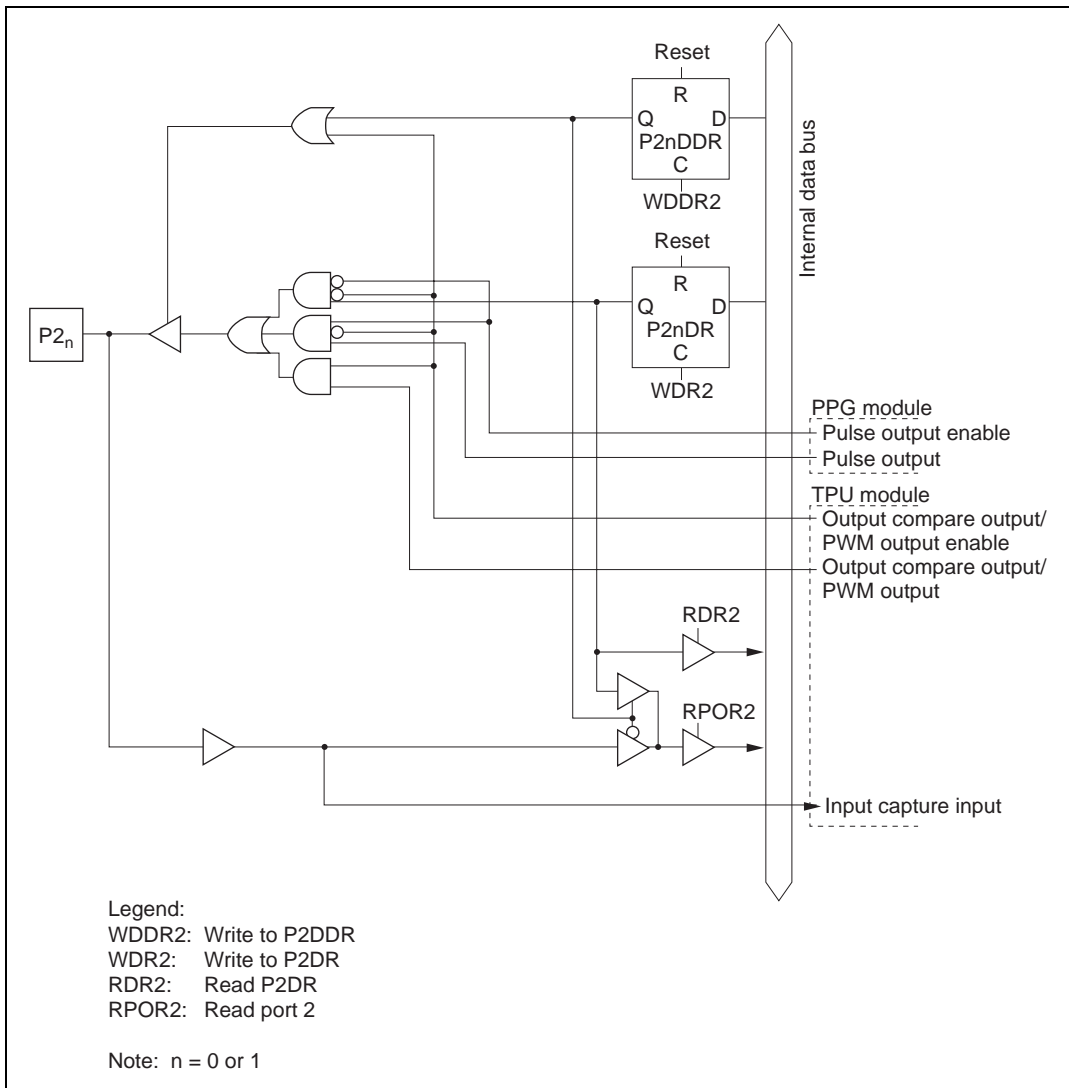 Reset
R
Q D
P2nDDR
C
WDDR2
Internal data bus
Reset
R
Q D
P2nDR
C
WDR2
P2n
PPG module
Pulse output enable
Pulse output
TPU module
Output compare output/
PWM output enable
Output compare output/
PWM output
RDR2
RPOR2
Input capture input
Legend:
WDDR2: Write to P2DDR
WDR2: Write to P2DR
RDR2: Read P2DR
RPOR2: Read port 2
Note: n = 0 or 1